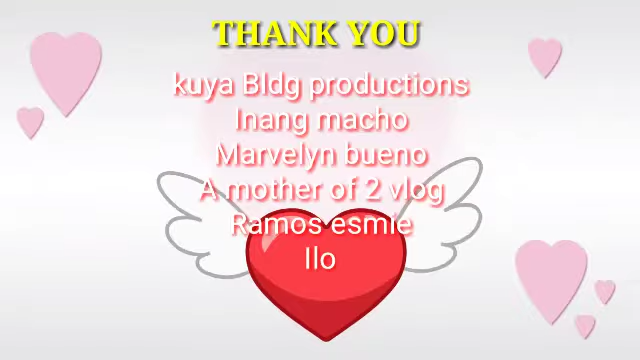 THANK YOU
kuya Bldg productions
Inang macho
Marvelyn bueno
A mother of 2 vlog
Ramos esmie
Ilo